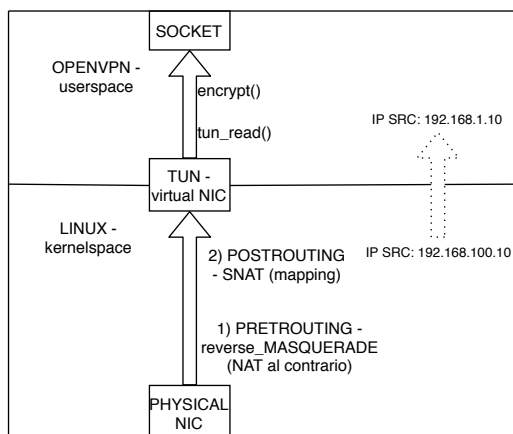 SOCKET
OPENVPN -
userspace
encrypt()
tun_read()
IP SRC: 192.168.1.10
TUN -
virtual NIC
LINUX -
kernelspace
2) POSTROUTING
- SNAT (mapping)
IP SRC: 192.168.100.10
1) PRETROUTING -
reverse_MASQUERADE
(NAT al contrario)
PHYSICAL
NIC